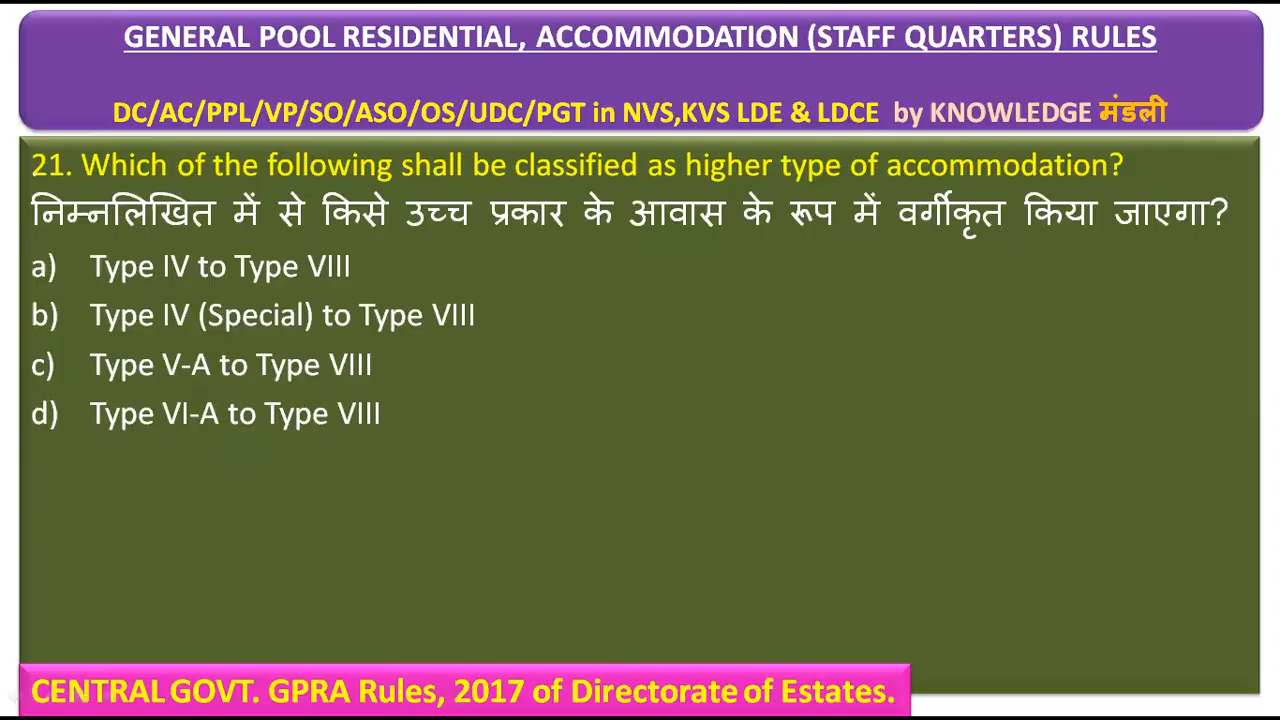 GENERAL POOL RESIDENTIAL, ACCOMMODATION (STAFF QUARTERS) RULES
DC/AC/PPL/VP/SO/ASO/OS/UDC/PGT in NVS,KVS LDE & LDCE by KNOWLEDGE मंडली
21. Which of the following shall be classified as higher type of accommodation?
निम्नलिखित में से किसे उच्च प्रकार के आवास के रूप में वर्गीकृत किया जाएगा?
a) Type IV to Type VIII
b) Type IV (Special) to Type VIII
c) Type V-A to Type VIII
d) Type VI-A to Type VIII
CENTRAL GOVT. GPRA Rules, 2017 of Directorate of Estates.